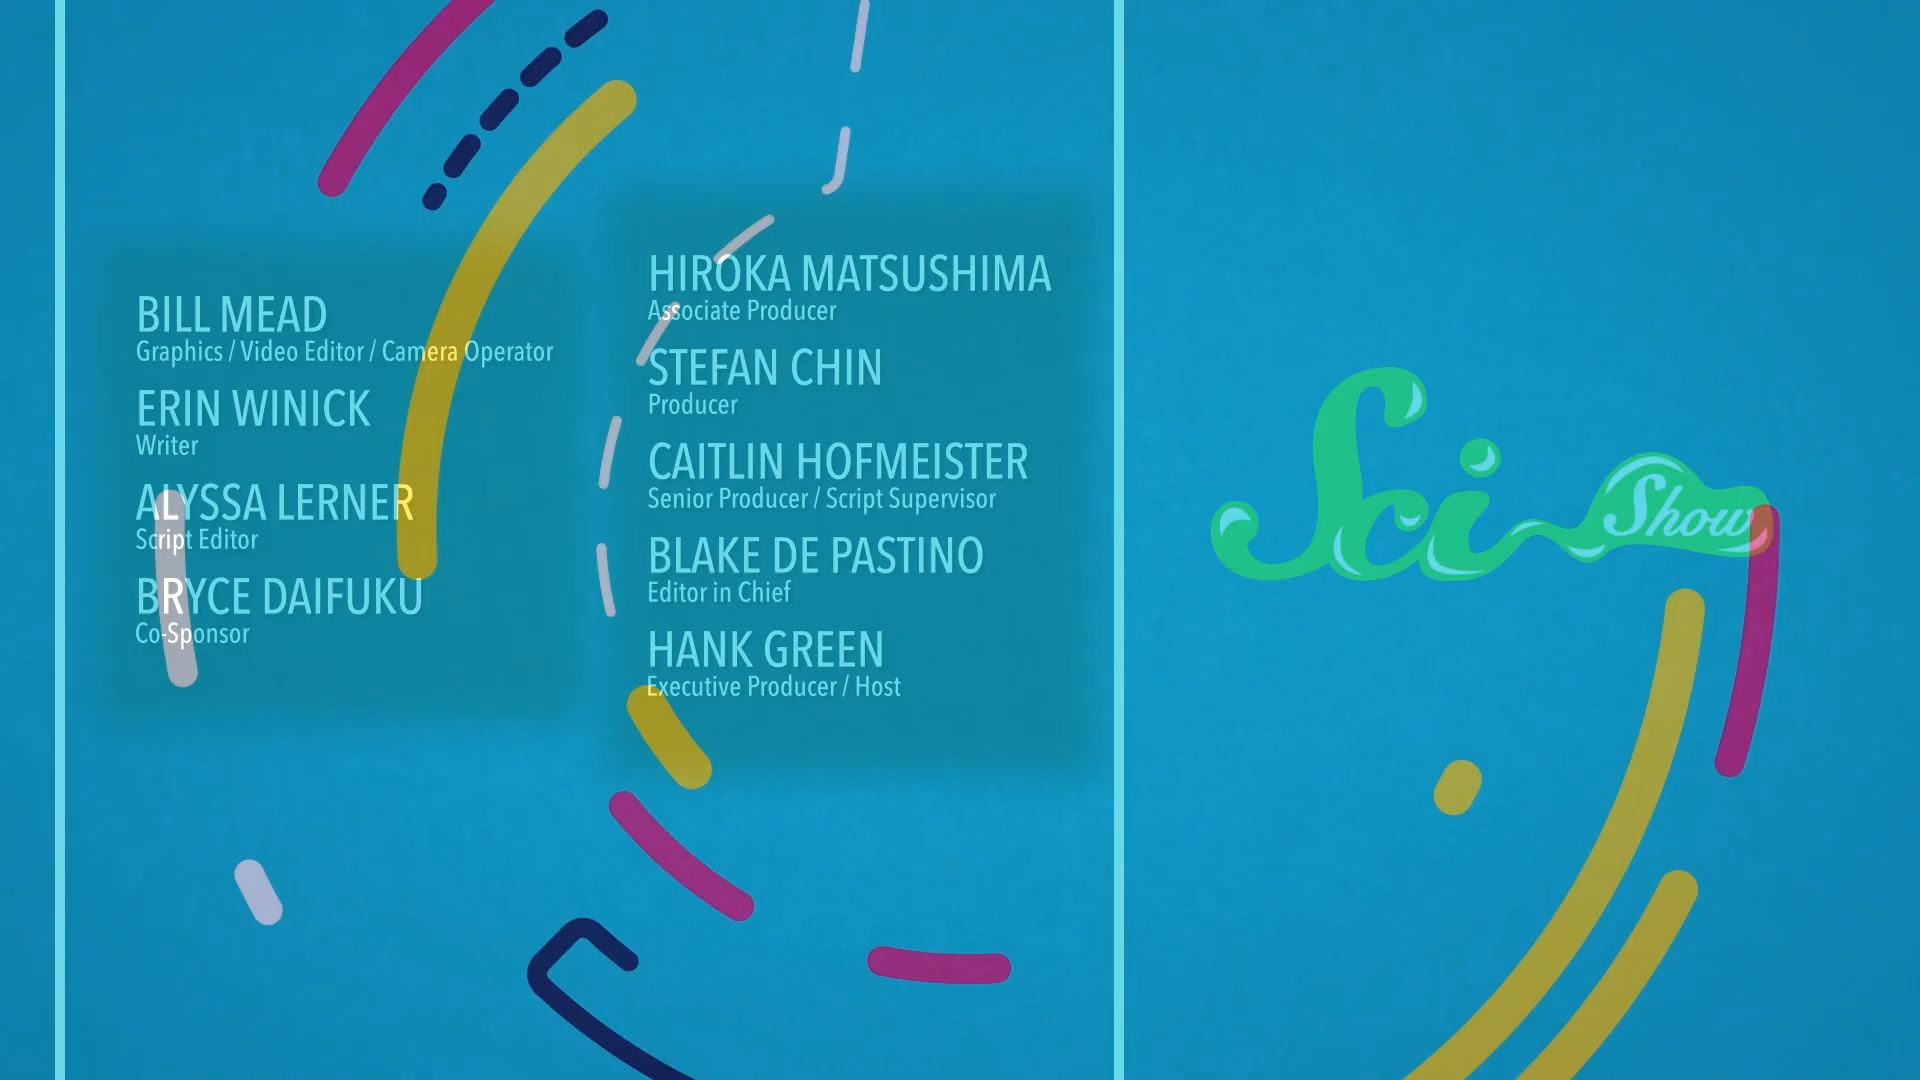 BILL MEAD
Graphics / Video Editor / Camera Operator
ERIN WINICK
Writer
ALYSSA LERNER
Script Editor
BRYCE DAIFUKU
Co-Sponsor
HIROKA MATSUSHIMA
Associate Producer
STEFAN CHIN
Producer
CAITLIN HOFMEISTER
Senior Producer / Script Supervisor
BLAKE DE PASTINO
Editor in Chief
HANK GREEN
Executive Producer / Host
Sci Show